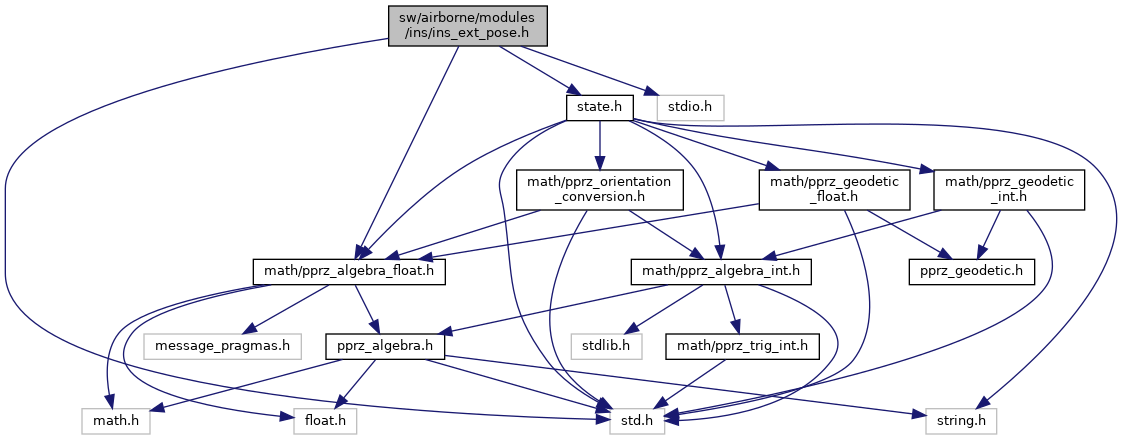 sw/airborne/modules
/ins/ins_ext_pose.h
state.h
stdio.h
math/pprz_orientation
_conversion.h
math/pprz_geodetic
_float.h
math/pprz_geodetic
_int.h
math/pprz_algebra_float.h
math/pprz_algebra_int.h
pprz_geodetic.h
message_pragmas.h
pprz_algebra.h
stdlib.h
math/pprz_trig_int.h
math.h
float.h
std.h
string.h